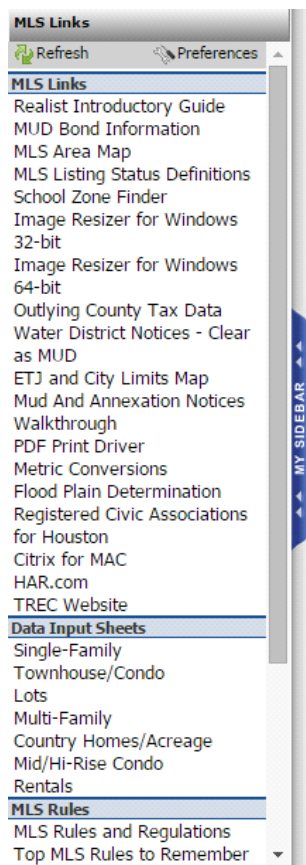 MLS Links
Refresh Preferences
MLS Links
Realist Introductory Guide
MUD Bond Information
MLS Area Map
MLS Listing Status Definitions
School Zone Finder
Image Resizer for Windows
32-bit
Image Resizer for Windows
64-bit
Outlying County Tax Data
Water District Notices - Clear
as MUD
ETJ and City Limits Map
Mud And Annexation Notices
Walkthrough
PDF Print Driver
Metric Conversions
Flood Plain Determination
Registered Civic Associations
for Houston
Citrix for MAC
HAR.com
TREC Website
Data Input Sheets
Single-Family
Townhouse/Condo
Lots
Multi-Family
Country Homes/Acreage
Mid/Hi-Rise Condo
Rentals
MLS Rules
MLS Rules and Regulations
Top MLS Rules to Remember
MY SIDEBAR